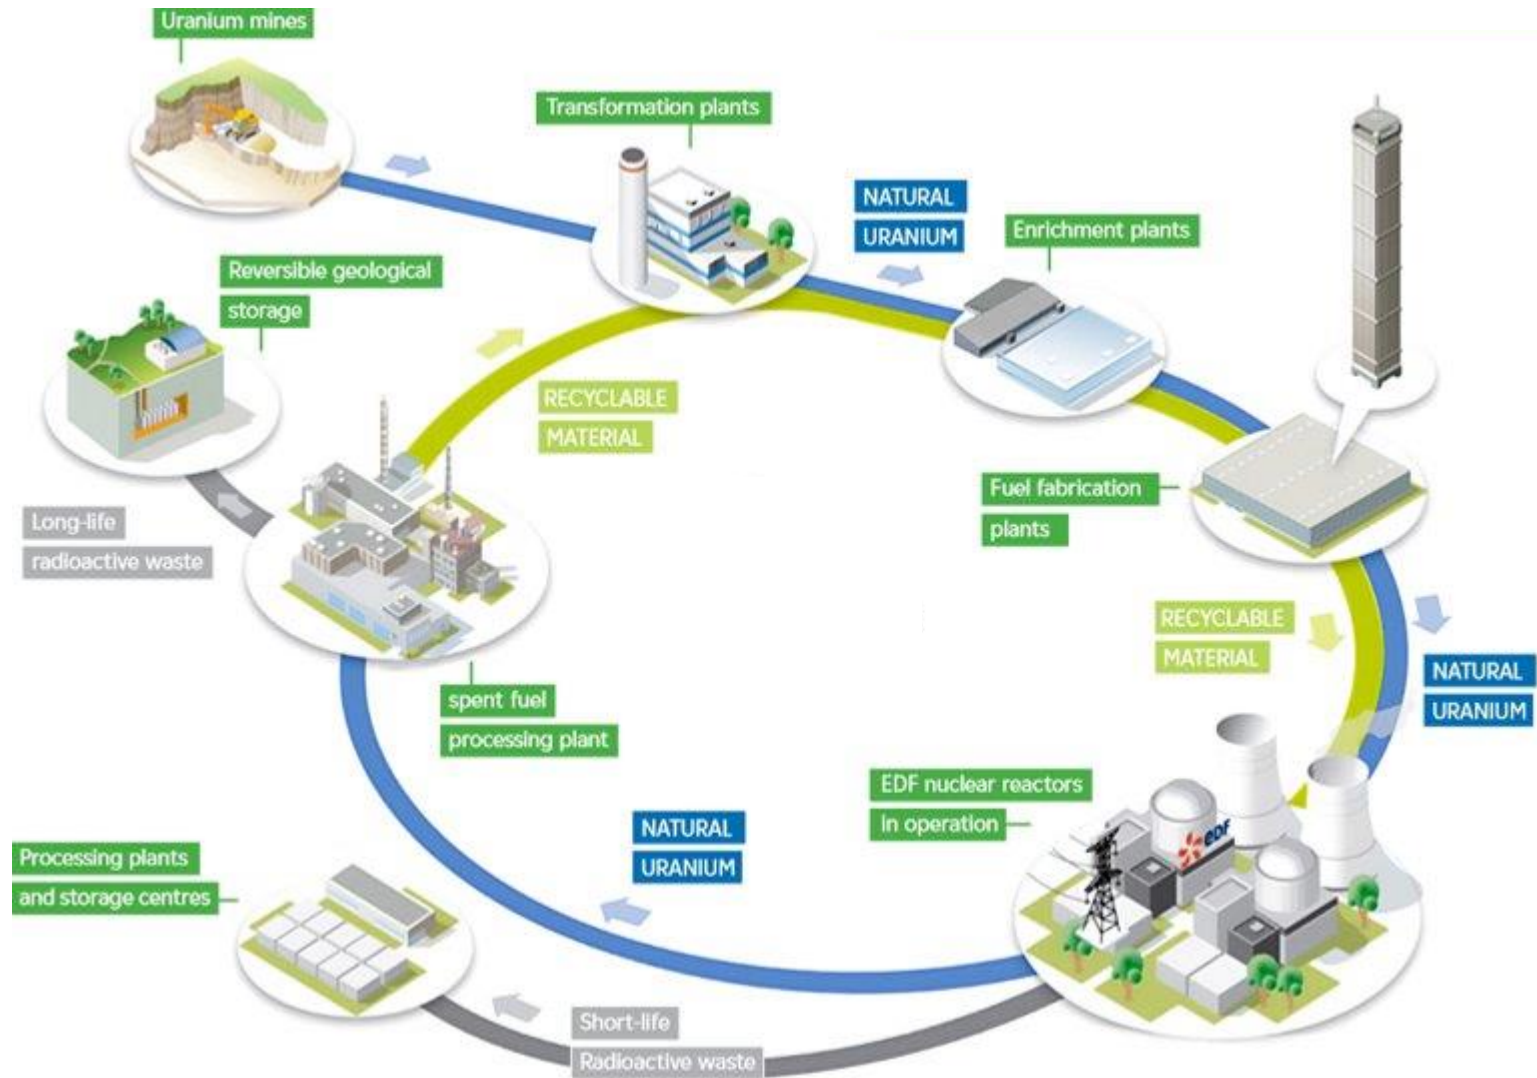 Uranium mines
Transformation plants
NATURAL
URANIUM
Enrichment plants
Reversible geological
storage
RECYCLABLE
MATERIAL
Fuel fabrication
plants
Long-life
radioactive waste
RECYCLABLE
MATERIAL
NATURAL
URANIUM
spent fuel
processing plant
EDF nuclear reactors
In operation
eDF
NATURAL
URANIUM
Processing plants
and storage centres
Short-life
Radioactive waste